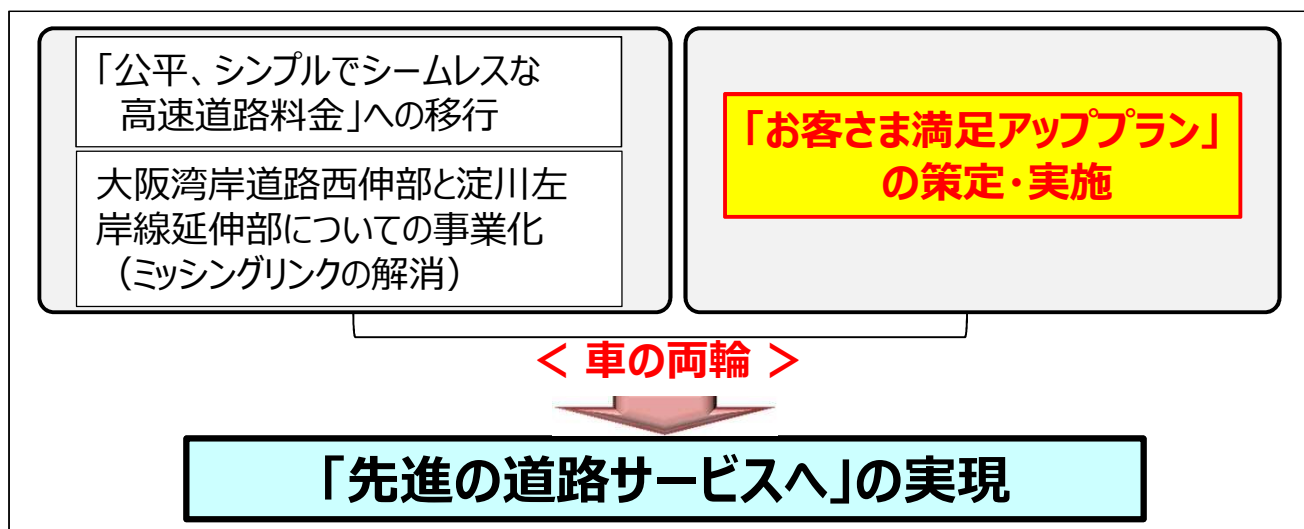 「公平、シンプルでシームレスな
高速道路料金」への移行
大阪湾岸道路西伸部と淀川左
岸線延伸部についての事業化
（ミッシングリンクの解消）
「お客さま満足アッププラン」
の策定・実施
＜ 車の両輪 ＞
「先進の道路サービスへ」の実現